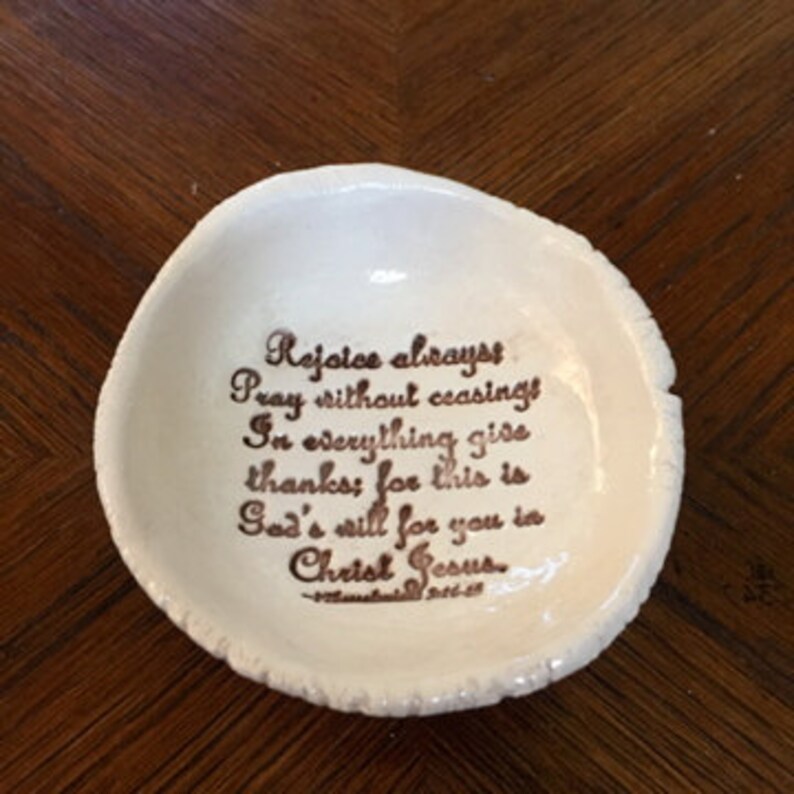 Rejoice always;
Pray without ceasing;
In everything give
thanks; for this is
God's will for you in
Christ Jesus.